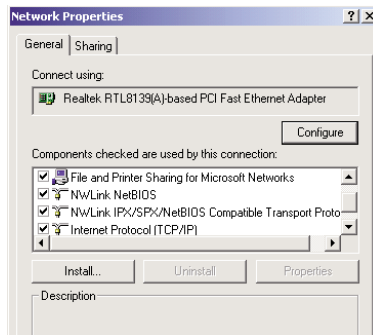 Network Properties
General
Sharing
Connect using:
Realtek RTL8139(A)-based PCI Fast Ethernet Adapter
Configure
Components checked are used by this connection:
File and Printer Sharing for Microsoft Networks
NWLink NetBIOS
NWLink IPX/SPX/NetBIOS Compatible Transport Proto
Internet Protocol (TCP/IP)
Install...
Uninstall
Properties
Description